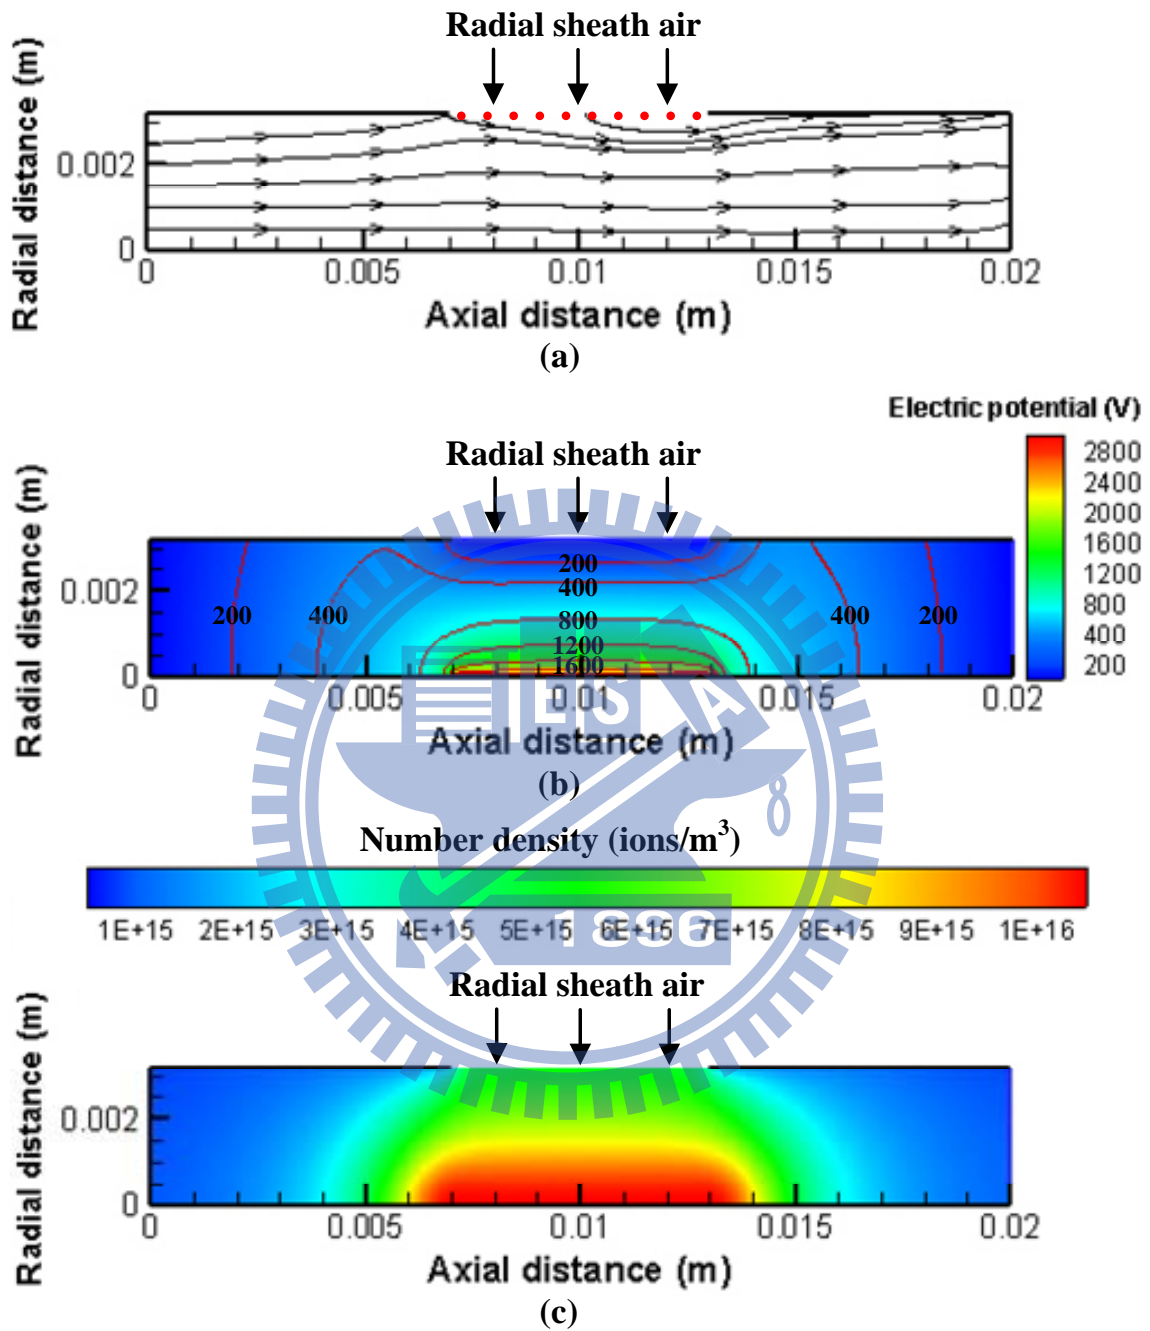 Radial sheath air
Radial distance (m)
0.002
0
0 0.005 0.01 0.015 0.02
Axial distance (m)
(a)
Electric potential (V)
2800
2400
2000
1600
1200
800
400
200
Radial sheath air
Radial distance (m)
0.002
0
200 400 200 400 800 1200 1600 400 200
0 0.005 0.01 0.015 0.02
Axial distance (m)
(b)
ES A
Number density (ions/m³)
1E+15 2E+15 3E+15 4E+15 5E+15 6E+15 7E+15 8E+15 9E+15 1E+16
1896
Radial sheath air
Radial distance (m)
0.002
0
0 0.005 0.01 0.015 0.02
Axial distance (m)
(c)